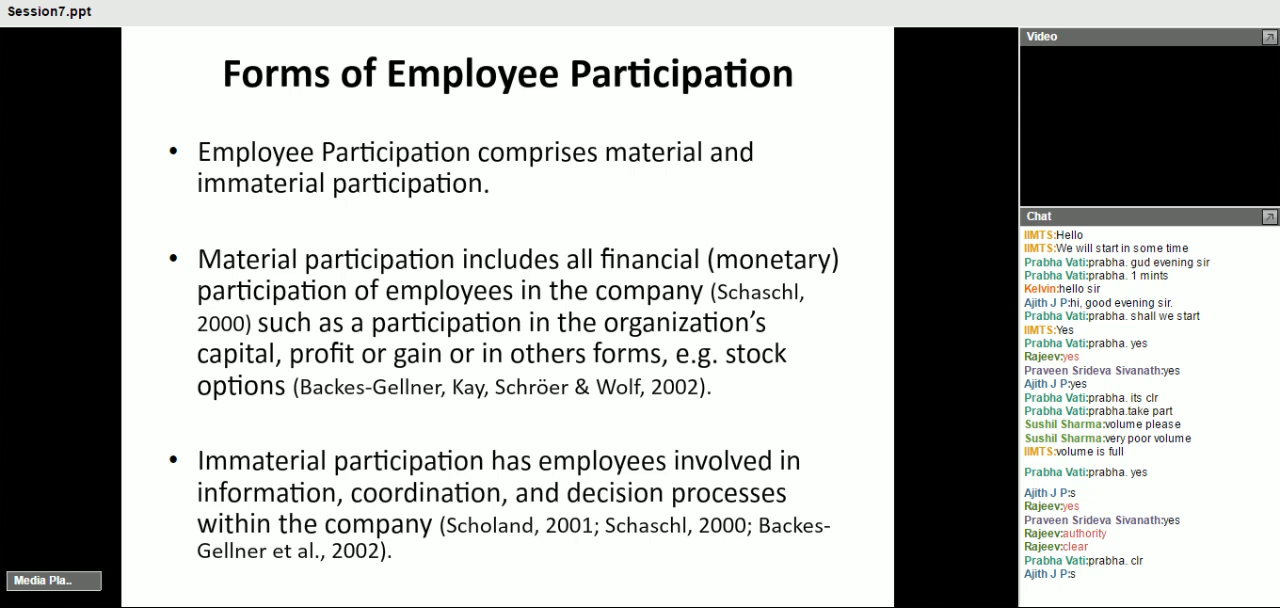 Session7.ppt
Forms of Employee Participation
• Employee Participation comprises material and
immaterial participation.
• Material participation includes all financial (monetary)
participation of employees in the company (Schaschl,
2000) such as a participation in the organization's
capital, profit or gain or in others forms, e.g. stock
options (Backes-Gellner, Kay, Schröer & Wolf, 2002).
• Immaterial participation has employees involved in
information, coordination, and decision processes
within the company (Scholand, 2001; Schaschl, 2000; Backes-
Gellner et al., 2002).
Media Pla..
Video
Chat
IIMTS:Hello
IIMTS:We will start in some time
Prabha Vati:prabha. gud evening sir
Prabha Vati:prabha. 1 mints
Kelvin:hello sir
Ajith J P:hi, good evening sir.
Prabha Vati:prabha. shall we start
IIMTS:Yes
Prabha Vati:prabha. yes
Rajeev:yes
Praveen Srideva Sivanath:yes
Ajith J P:yes
Prabha Vati:prabha. its clr
Prabha Vati:prabha.take part
Sushil Sharma:volume please
Sushil Sharma:very poor volume
IIMTS:volume is full
Prabha Vati:prabha. yes
Ajith J P:s
Rajeev:yes
Praveen Srideva Sivanath:yes
Rajeev:authority
Rajeev:clear
Prabha Vati:prabha. clr
Ajith J P:s